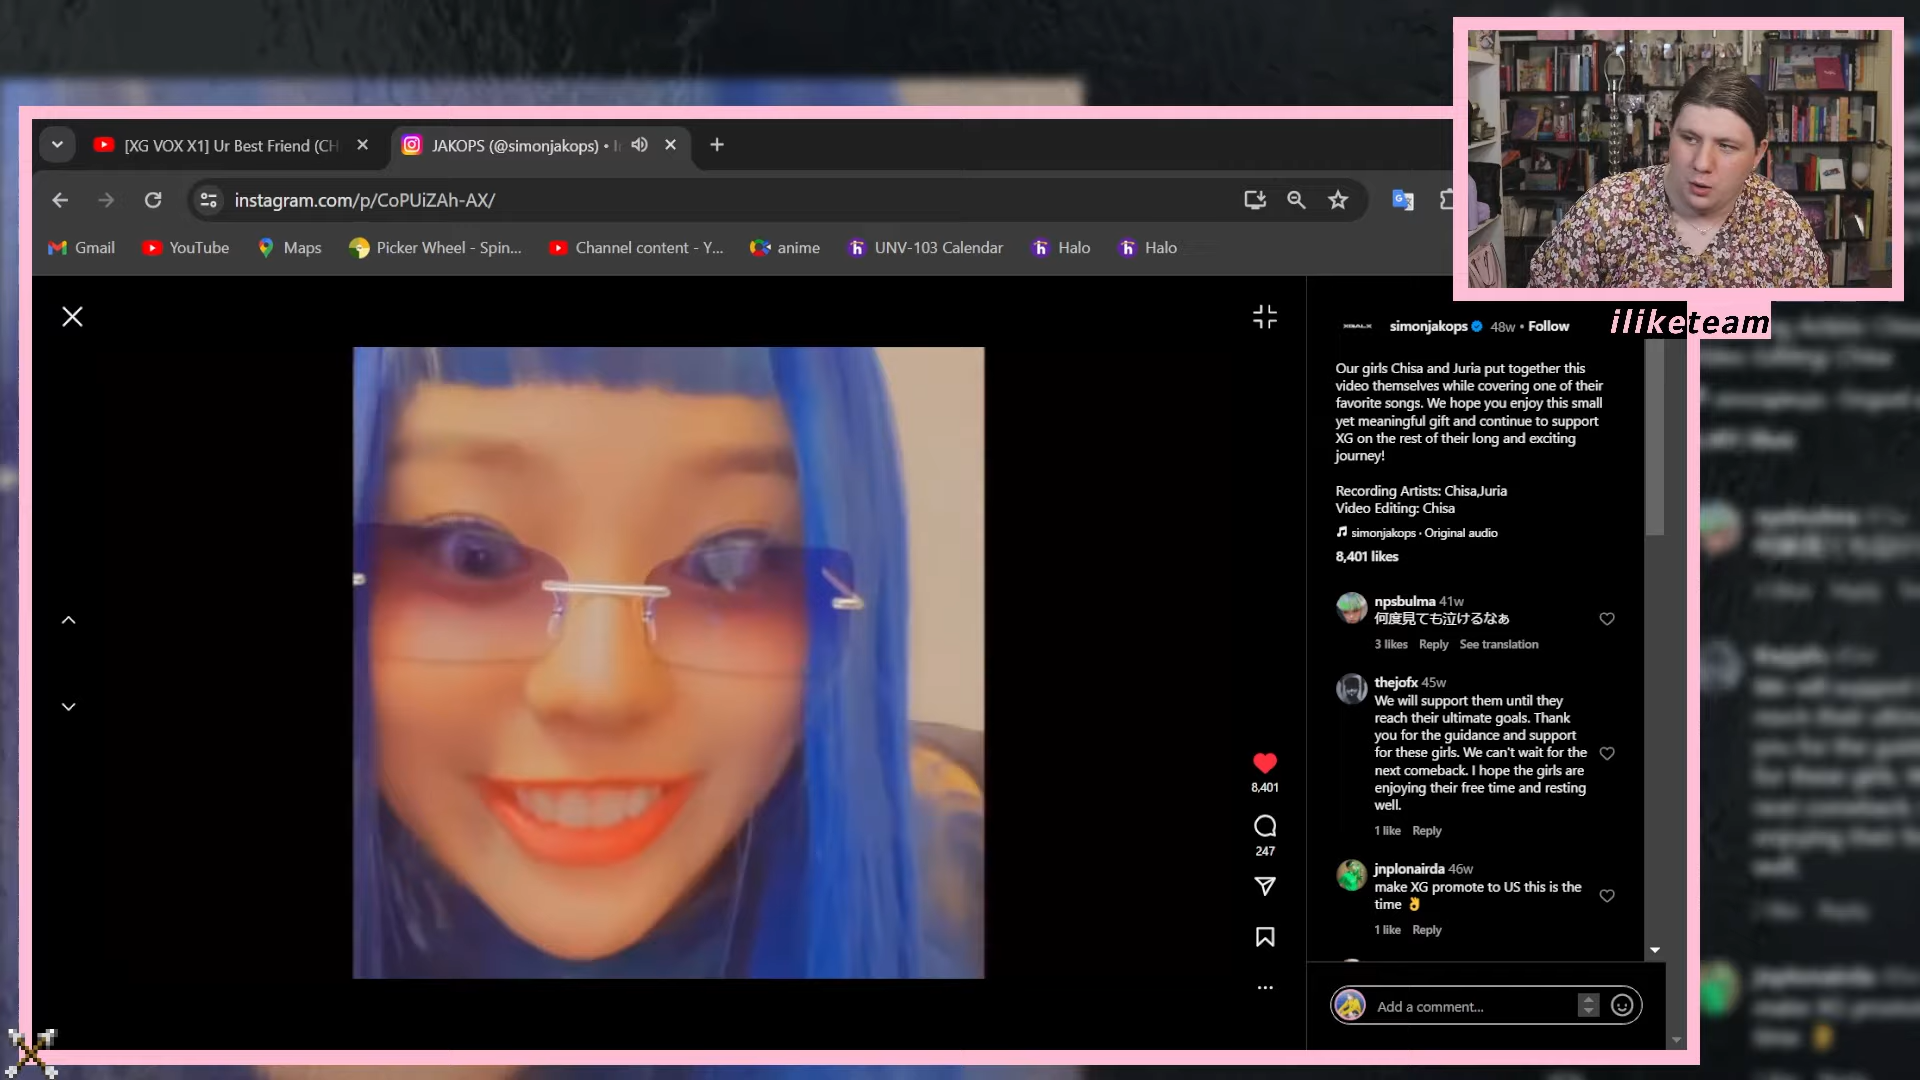 [XG VOX X1] Ur Best Friend (CH
JAKOPS (@simonjakops) •
instagram.com/p/CoPUiZAh-AX/
Gmail
YouTube
Maps
Picker Wheel - Spin...
Channel content - Y...
anime
UNV-103 Calendar
Halo
Halo
iliketeam
simonjakops 48w • Follow
Our girls Chisa and Juria put together this
video themselves while covering one of their
favorite songs. We hope you enjoy this small
yet meaningful gift and continue to support
XG on the rest of their long and exciting
journey!
Recording Artists: Chisa,Juria
Video Editing: Chisa
simonjakops · Original audio
8,401 likes
npsbulma 41w
何度見ても泣けるなぁ
3 likes Reply See translation
thejofx 45w
We will support them until they
reach their ultimate goals. Thank
you for the guidance and support
for these girls. We can't wait for the
next comeback. I hope the girls are
enjoying their free time and resting
well.
1 like Reply
jnplonairda 46w
make XG promote to US this is the
time 👌
1 like Reply
8,401
247
Add a comment...